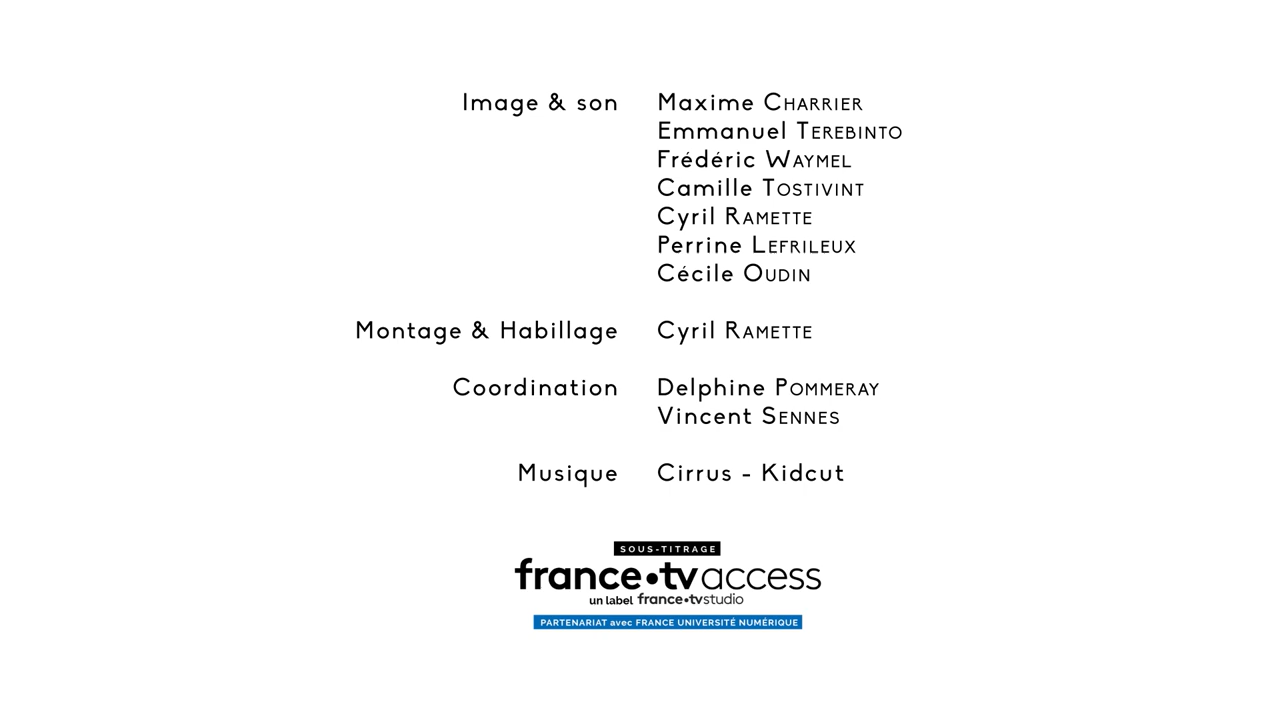 Image & son Maxime CHARRIER
Emmanuel TEREBINTO
Frédéric WAYMEL
Camille TOSTIVINT
Cyril RAMETTE
Perrine LEFRILEUX
Cécile OUDIN
Montage & Habillage Cyril RAMETTE
Coordination Delphine POMMERAY
Vincent SENNES
Musique Cirrus - Kidcut
SOUS-TITRAGE
france•tv access
un label france•tv studio
PARTENARIAT avec FRANCE UNIVERSITÉ NUMÉRIQUE